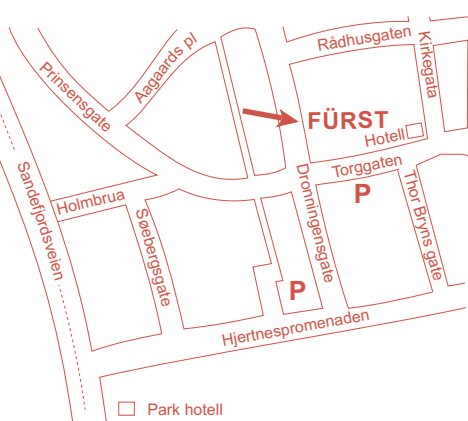 Rådhusgaten
Kirkegata
Aagaards pl
Prinsensgate
FÜRST
Hotell
Torggaten
P
Thor Bryns gate
Dronningensgate
Holmbrua
Søebergsgate
Sandefjordsveien
P
Hjertnespromenaden
Park hotell